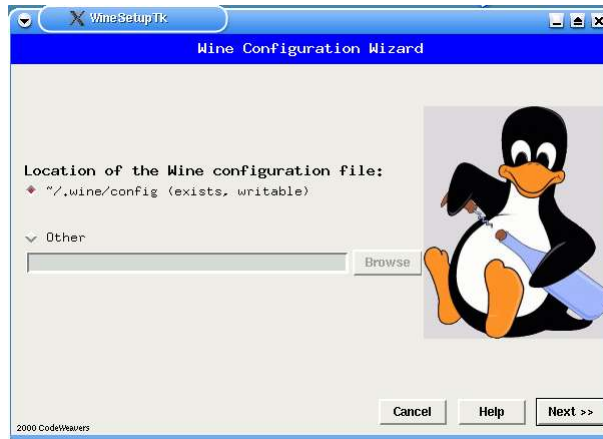 WineSetupTk
Wine Configuration Wizard
Location of the Wine configuration file:
~/.wine/config (exists, writable)
Other
Browse
Cancel Help Next >>
2000 CodeWeavers